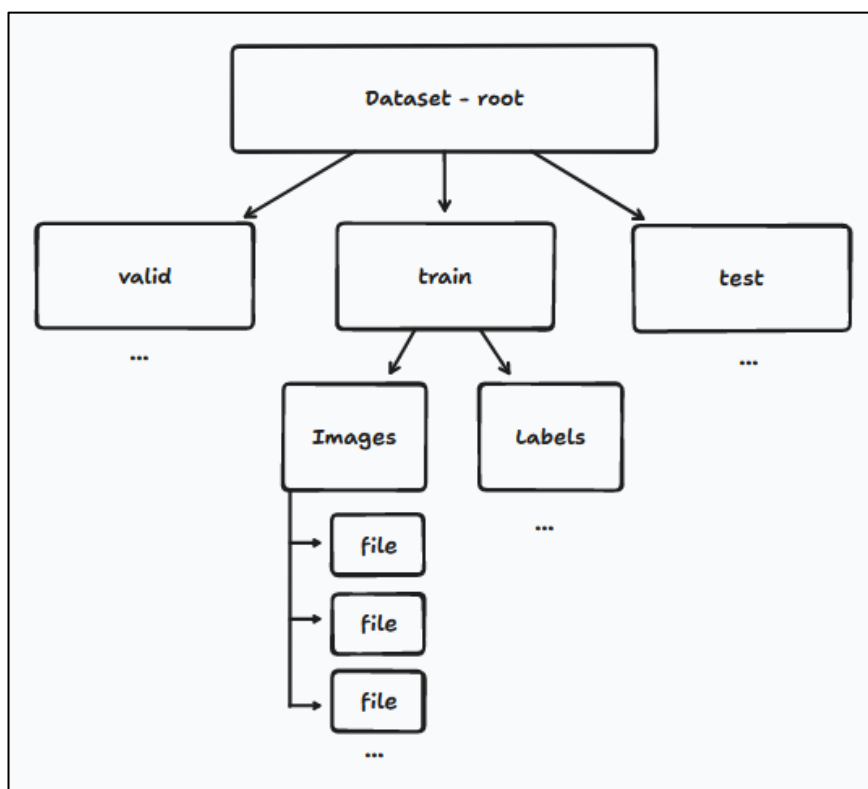 Dataset - root
valid
train
test
...
...
Images
Labels
...
file
file
file
...